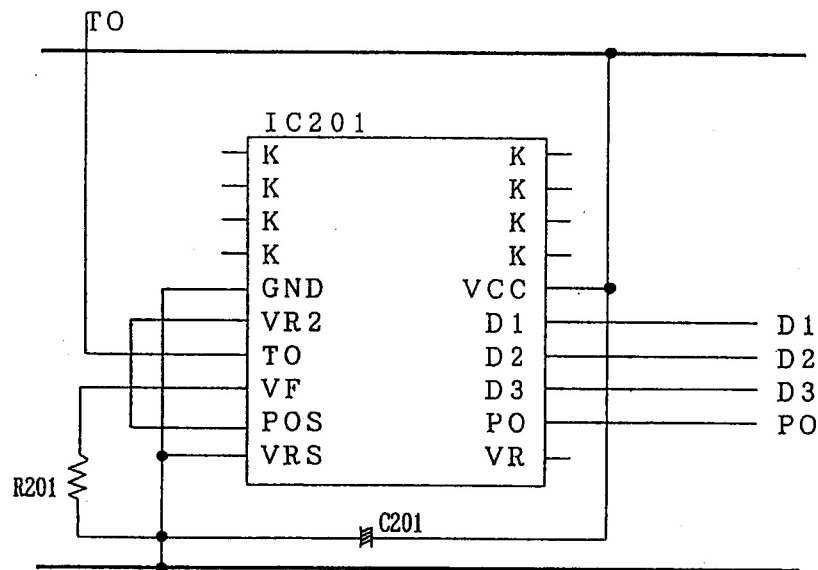 TO
IC201
K K
K K
K K
K K
GND VCC
VR2 D1 D1
TO D2 D2
VF D3 D3
POS PO PO
VRS VR
R201
C201